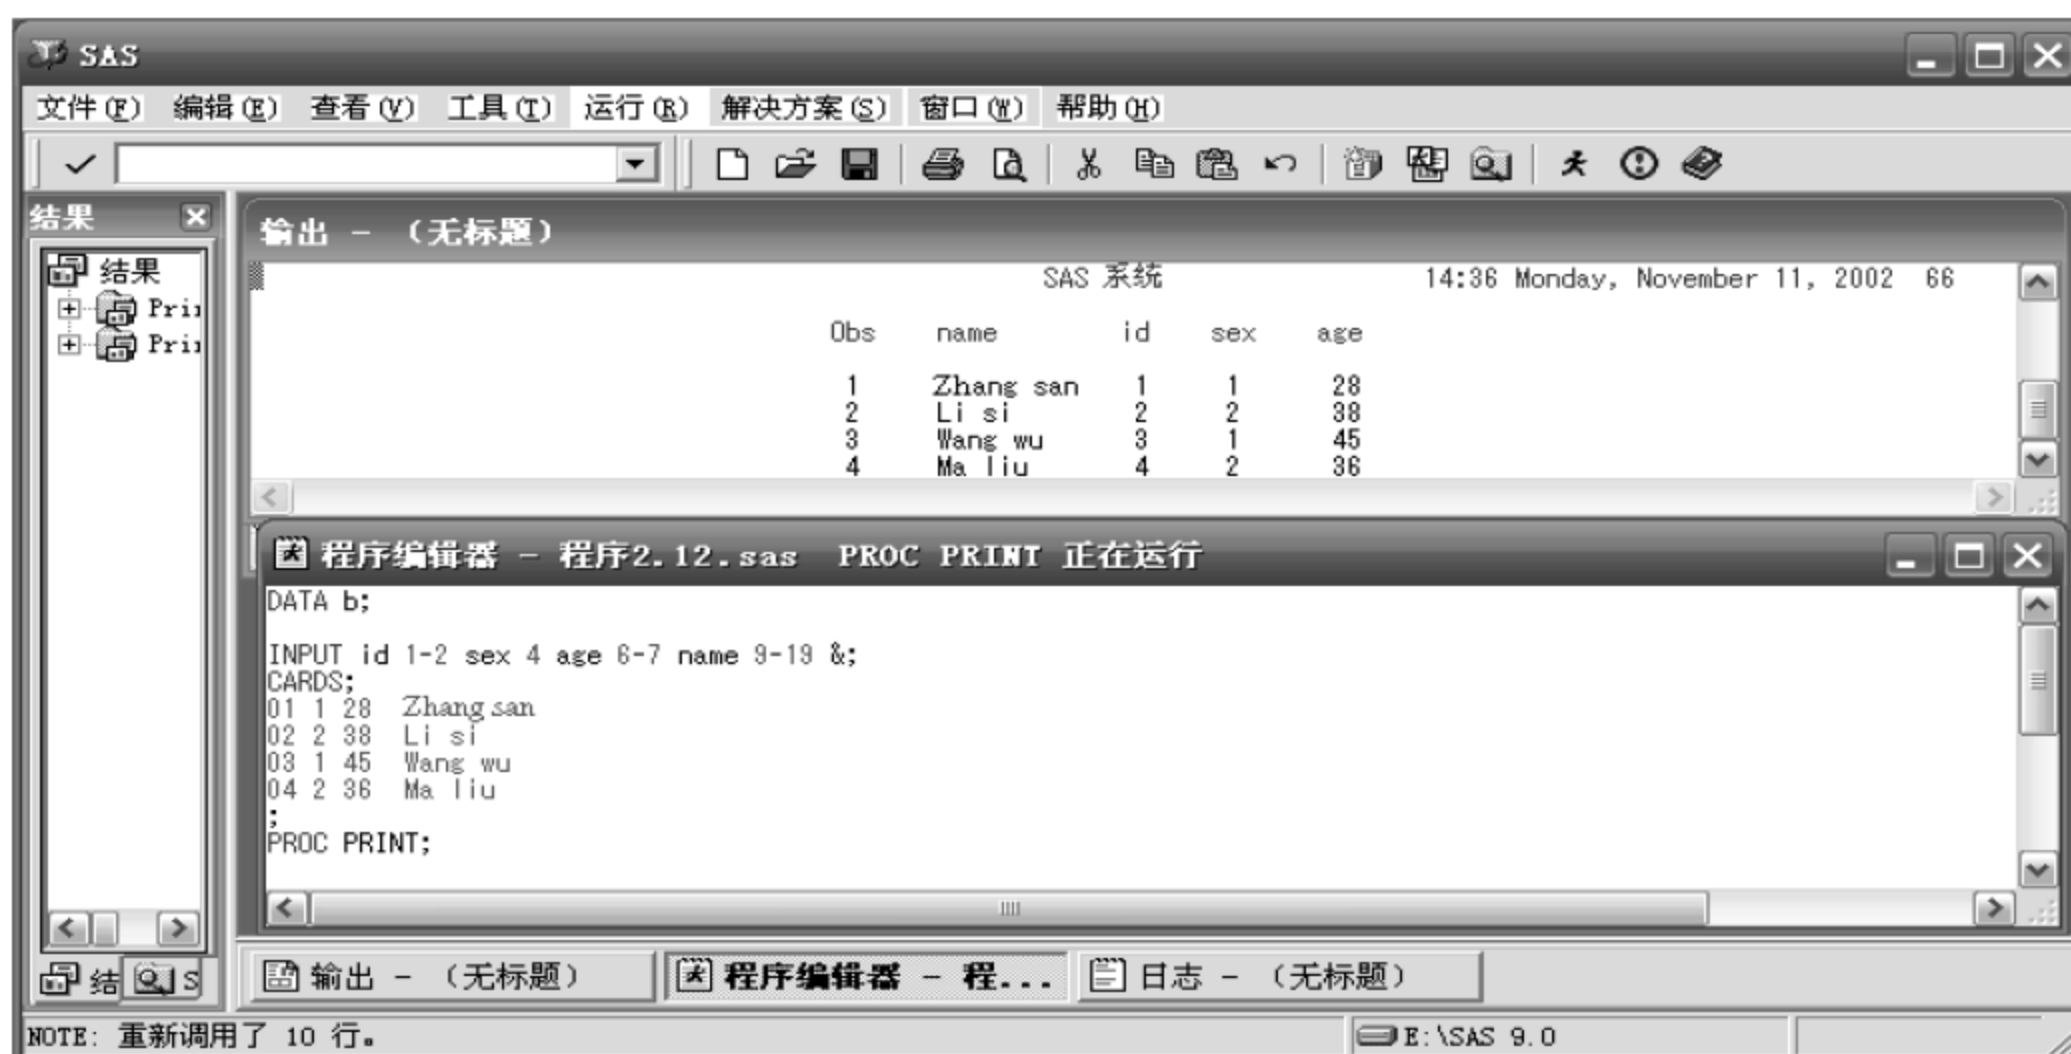 SAS
文件(F) 编辑(E) 查看(V) 工具(T) 运行(R) 解决方案(S) 窗口(W) 帮助(H)
结果
输出 - （无标题）
结果
Prin
Prin
SAS 系统 14:36 Monday, November 11, 2002 66
Obs name id sex age
1 Zhang san 1 1 28
2 Li si 2 2 38
3 Wang wu 3 1 45
4 Ma liu 4 2 36
程序编辑器 - 程序2.12.sas PROC PRINT 正在运行
DATA b;
INPUT id 1-2 sex 4 age 6-7 name 9-19 &;
CARDS;
01 1 28 Zhang san
02 2 38 Li si
03 1 45 Wang wu
04 2 36 Ma liu
;
PROC PRINT;
结 S
输出 - （无标题） 程序编辑器 - 程... 日志 - （无标题）
NOTE: 重新调用了 10 行。 E:\SAS 9.0